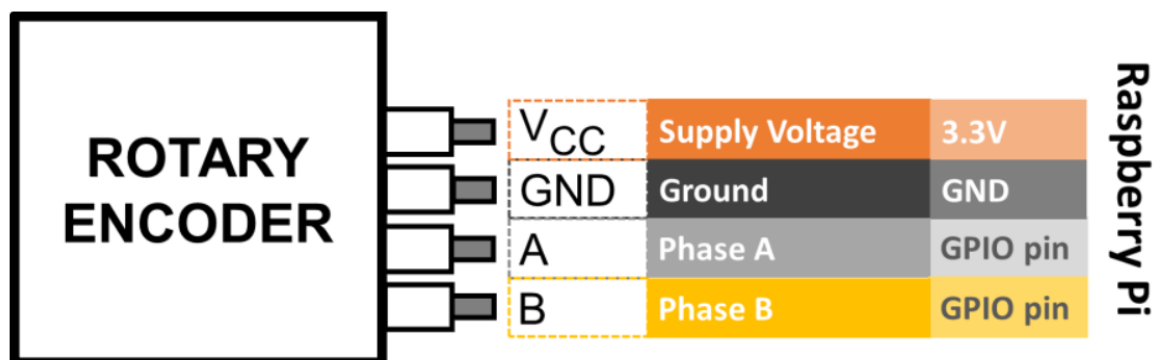 ROTARY
ENCODER
VCC Supply Voltage 3.3V
GND Ground GND
A Phase A GPIO pin
B Phase B GPIO pin
Raspberry Pi